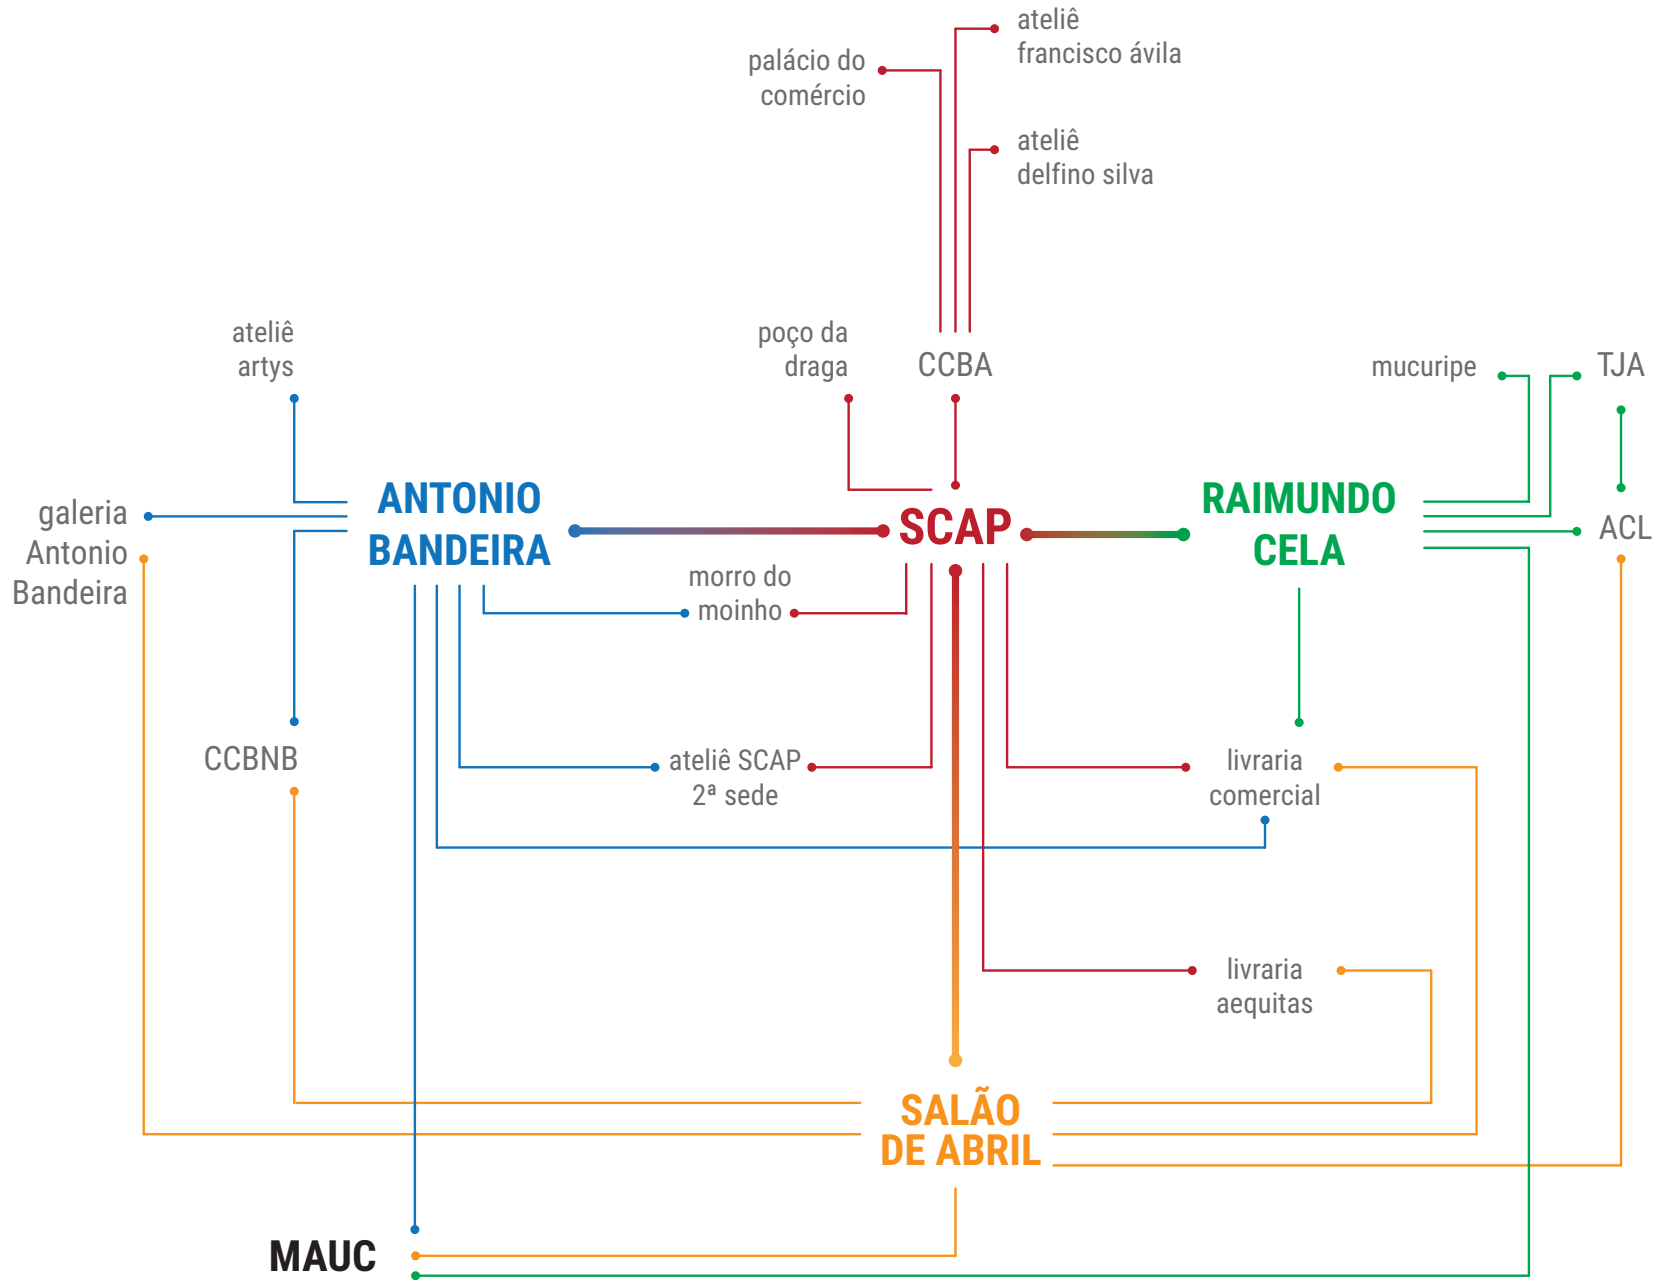 ateliê
francisco ávila
palácio do
comércio
ateliê
delfino silva
ateliê
artys
poço da
draga
CCBA
mucuripe
TJA
galeria
Antonio
Bandeira
ANTONIO
BANDEIRA
SCAP
RAIMUNDO
CELA
ACL
morro do
moinho
CCBNB
ateliê SCAP
2ª sede
livraria
comercial
livraria
aequitas
SALÃO
DE ABRIL
MAUC